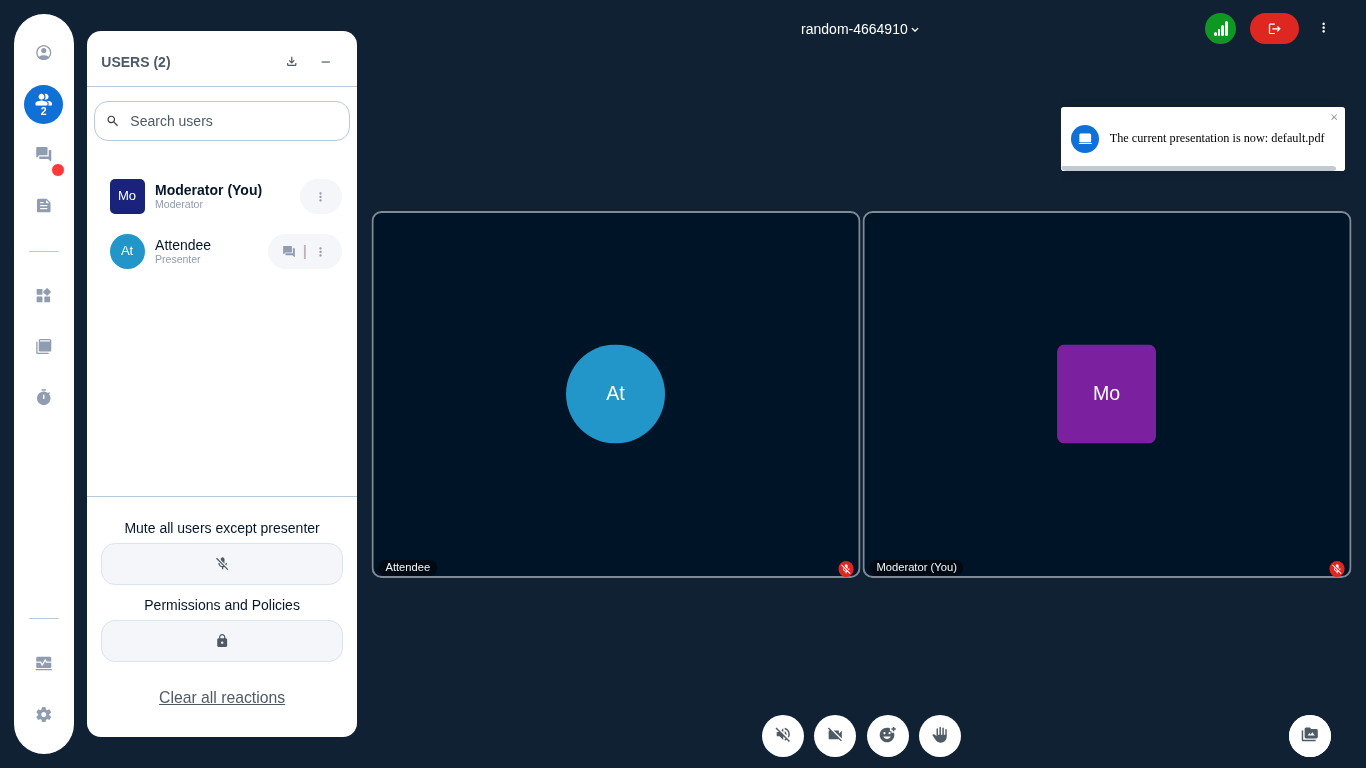 random-4664910
2
USERS (2)
Search users
Mo
Moderator (You)
Moderator
At
Attendee
Presenter
Mute all users except presenter
Permissions and Policies
Clear all reactions
The current presentation is now: default.pdf
At
Attendee
Mo
Moderator (You)